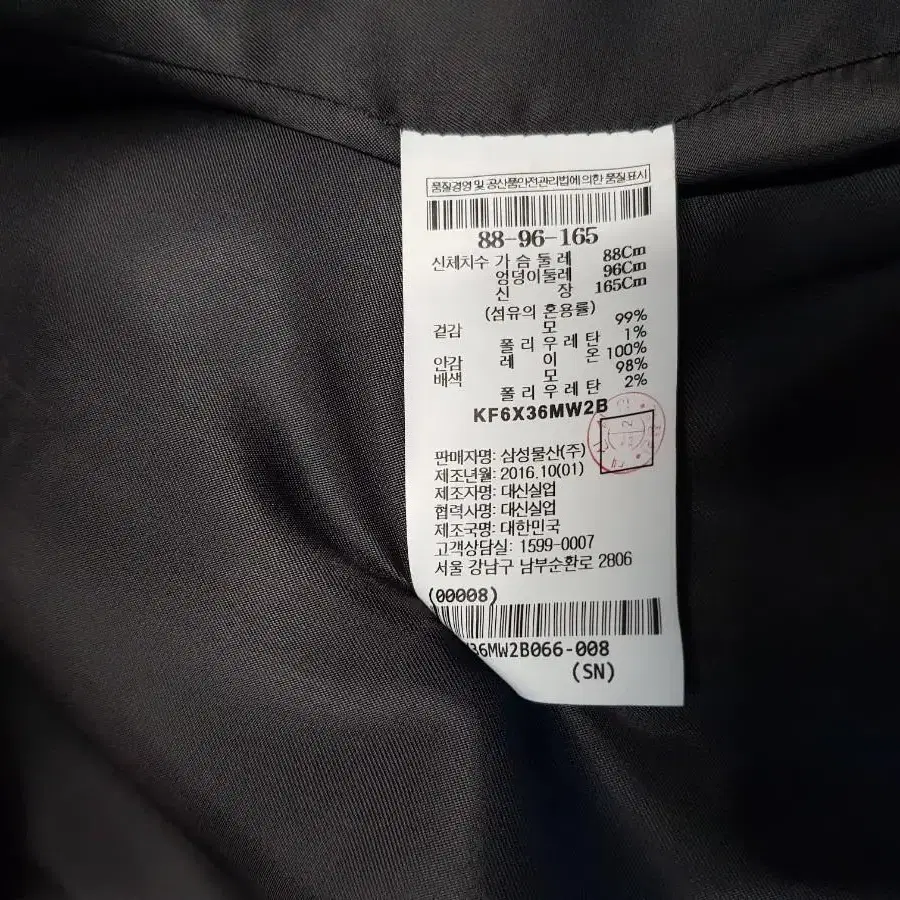 품질경영 및 공산품안전관리법에 의한 품질표시
88-96-165
신체치수 가 슴 둘 레 88Cm
엉덩이둘레 96Cm
신 장 165Cm
(섬유의 혼용률)
겉감 모 99%
폴 리 우 레 탄 1%
안감 레 이 온 100%
배색 모 98%
폴 리 우 레 탄 2%
KF6X36MW2B
판매자명: 삼성물산(주)
제조년월: 2016.10(01)
제조자명: 대신실업
협력사명: 대신실업
제조국명: 대한민국
고객상담실: 1599-0007
서울 강남구 남부순환로 2806
(00008)
36MW2B066-008
(SN)